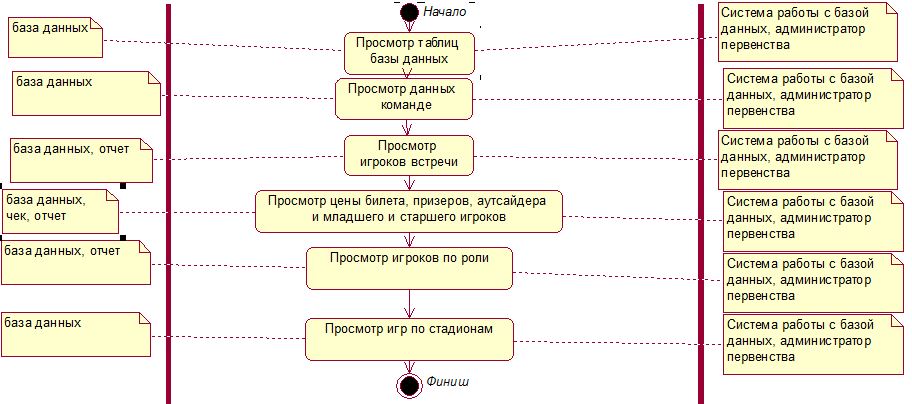 Начало
база данных
Просмотр таблиц
базы данных
Система работы с базой
данных, администратор
первенства
база данных
Просмотр данных
команде
Система работы с базой
данных, администратор
первенства
база данных, отчет
Просмотр
игроков встречи
Система работы с базой
данных, администратор
первенства
база данных,
чек, отчет
Просмотр цены билета, призеров, аутсайдера
и младшего и старшего игроков
Система работы с базой
данных, администратор
первенства
база данных, отчет
Просмотр игроков по роли
Система работы с базой
данных, администратор
первенства
база данных
Просмотр игр по стадионам
Система работы с базой
данных, администратор
первенства
Финиш